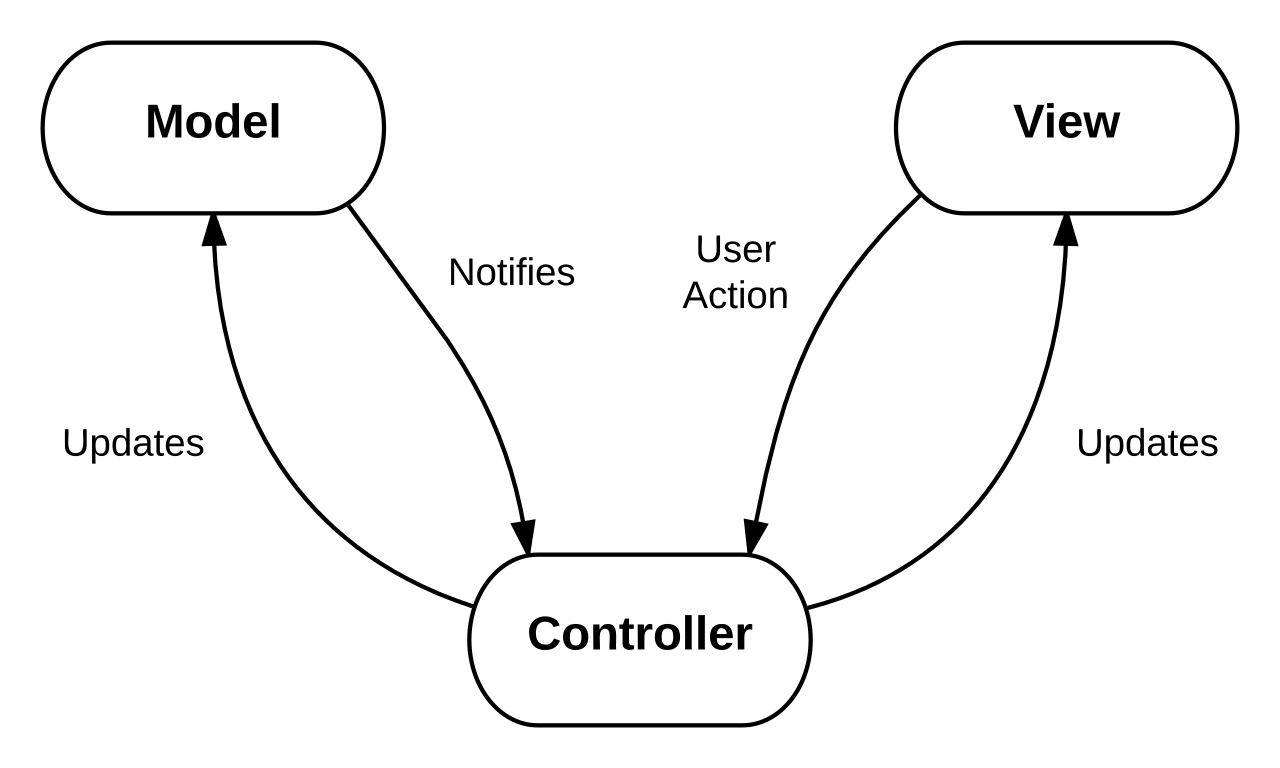 Model
View
Notifies
User
Action
Updates
Updates
Controller